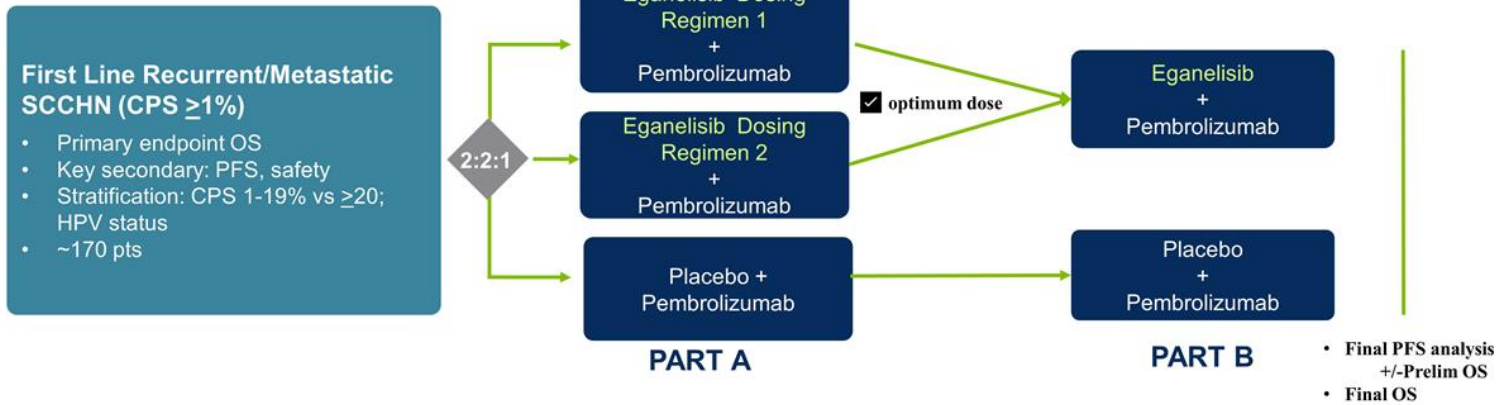 First Line Recurrent/Metastatic
SCCHN (CPS ≥1%)
• Primary endpoint OS
• Key secondary: PFS, safety
• Stratification: CPS 1-19% vs ≥20;
HPV status
• ~170 pts
2:2:1
Eganelisib Dosing
Regimen 1
+
Pembrolizumab
Eganelisib Dosing
Regimen 2
+
Pembrolizumab
Placebo +
Pembrolizumab
PART A
☑ optimum dose
Eganelisib
+
Pembrolizumab
Placebo
+
Pembrolizumab
PART B
• Final PFS analysis
+/-Prelim OS
• Final OS